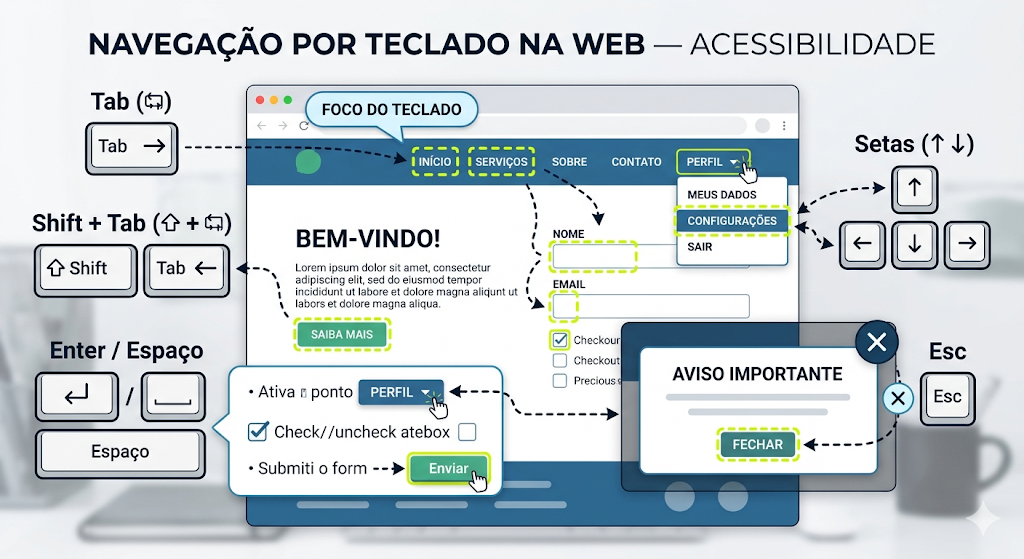 NAVEGAÇÃO POR TECLADO NA WEB — ACESSIBILIDADE
Tab
Tab →
Shift + Tab
Shift
Tab ←
Enter / Espaço
/
Espaço
FOCO DO TECLADO
INÍCIO SERVIÇOS SOBRE CONTATO PERFIL
MEUS DADOS
CONFIGURAÇÕES
SAIR
BEM-VINDO!
Lorem ipsum dolor sit amet, consectetur
adipiscing elit, sed do eiusmod tempor
incididunt ut labore et dolore magna aliqunt ut
labors et dolore magna aliqua.
SAIBA MAIS
NOME
EMAIL
Checkour
Checkout
Precious
• Ativa ponto PERFIL
Check//uncheck atebox
• Submiti o form Enviar
AVISO IMPORTANTE
FECHAR
Setas (↑ ↓)
↑
← ↓ →
Esc
Esc